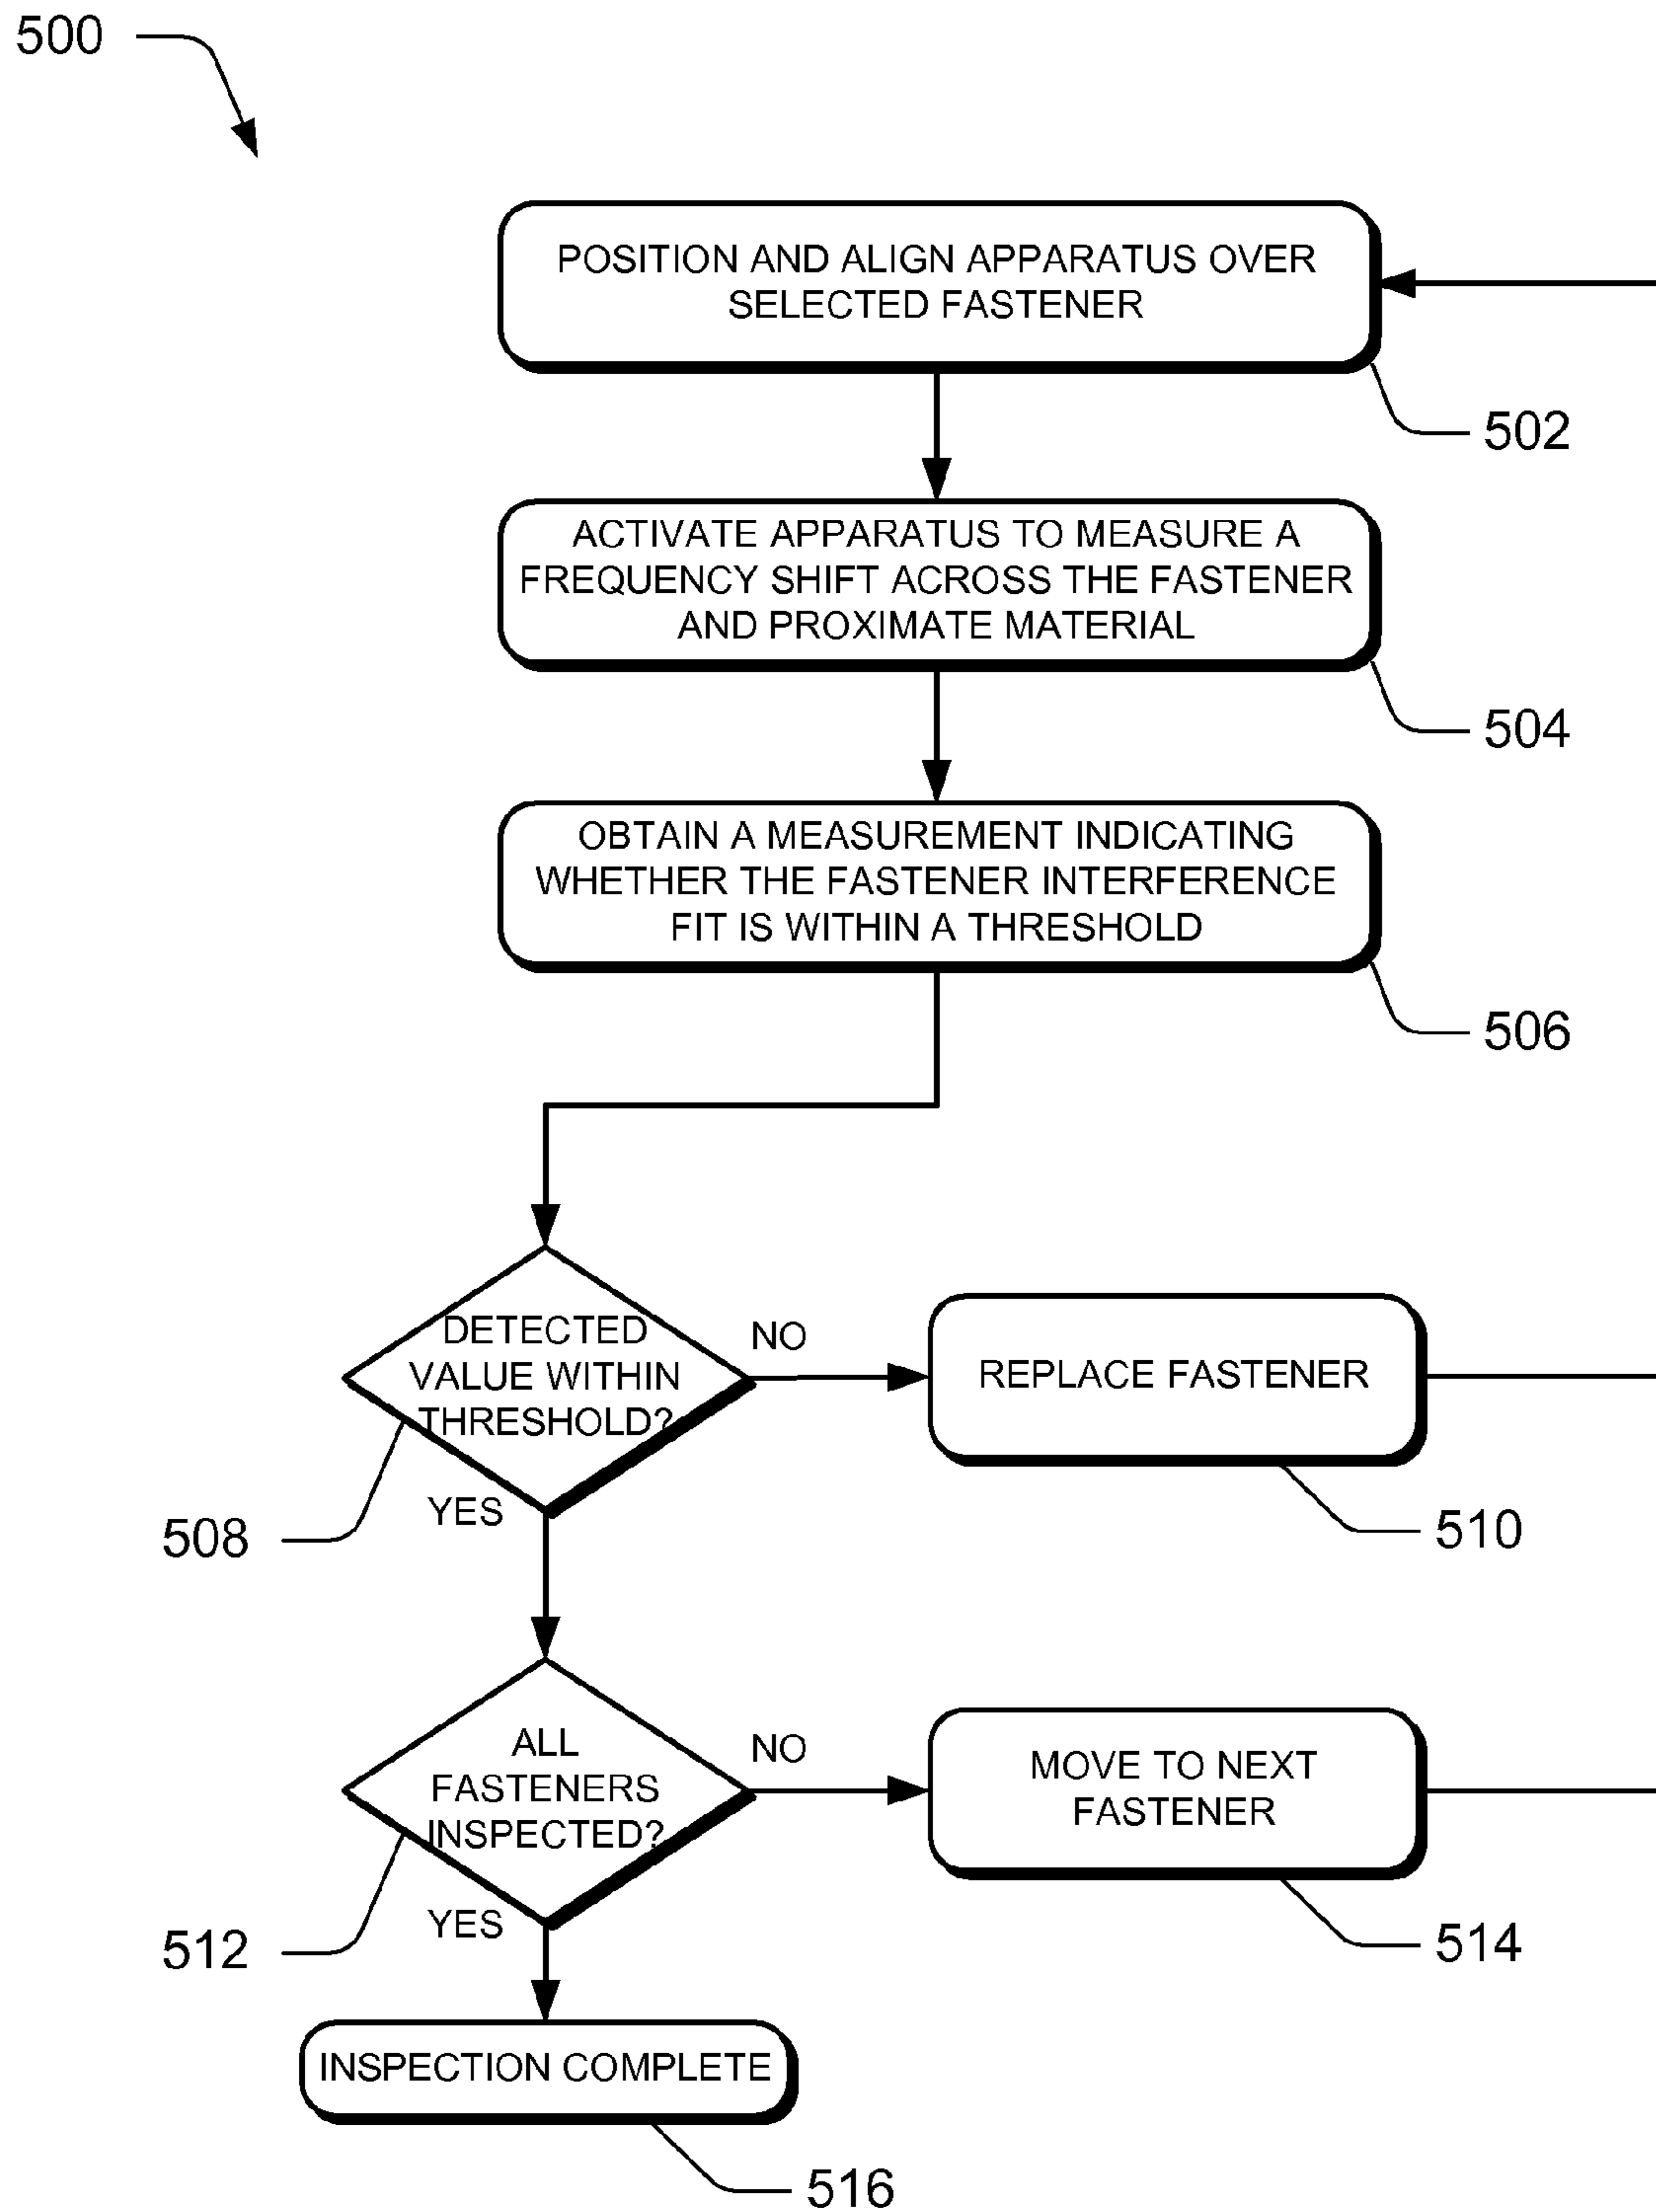 500
POSITION AND ALIGN APPARATUS OVER
SELECTED FASTENER
502
ACTIVATE APPARATUS TO MEASURE A
FREQUENCY SHIFT ACROSS THE FASTENER
AND PROXIMATE MATERIAL
504
OBTAIN A MEASUREMENT INDICATING
WHETHER THE FASTENER INTERFERENCE
FIT IS WITHIN A THRESHOLD
506
DETECTED
VALUE WITHIN
THRESHOLD?
NO
REPLACE FASTENER
508
YES
510
ALL
FASTENERS
INSPECTED?
NO
MOVE TO NEXT
FASTENER
512
YES
514
INSPECTION COMPLETE
516